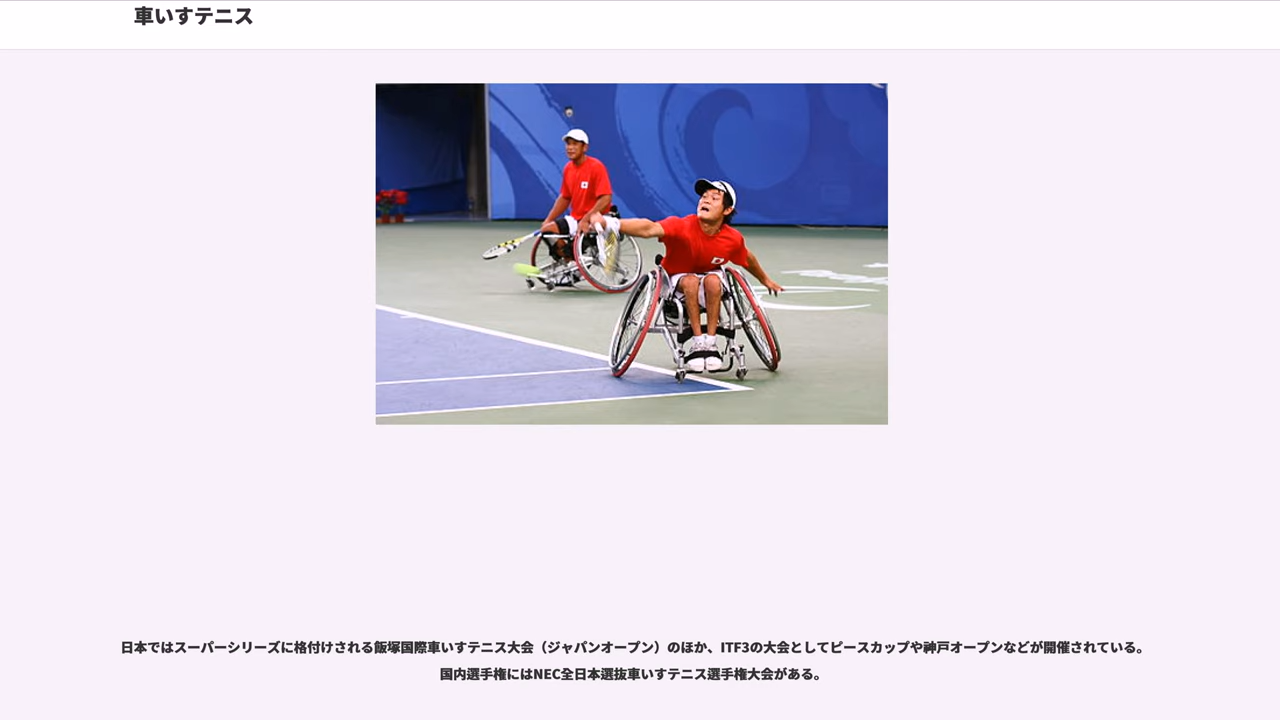 車いすテニス
日本ではスーパーシリーズに格付けされる飯塚国際車いすテニス大会（ジャパンオープン）のほか、ITF3の大会としてピースカップや神戸オープンなどが開催されている。
国内選手権にはNEC全日本選抜車いすテニス選手権大会がある。